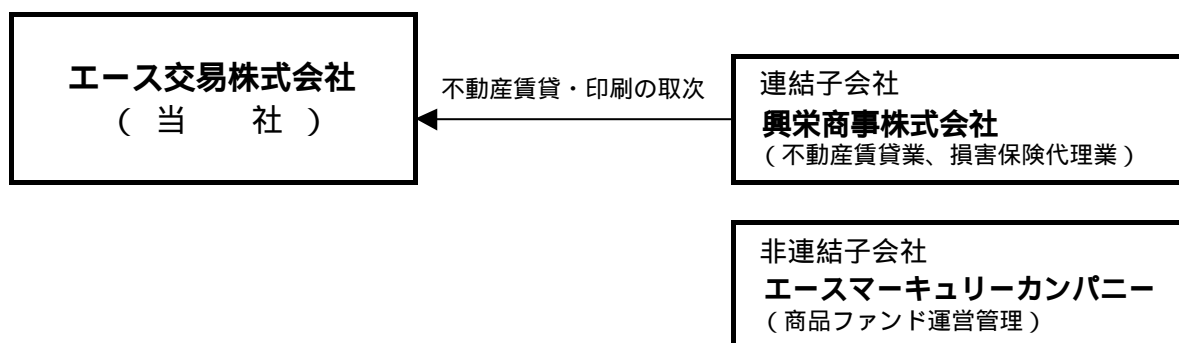 エース交易株式会社
(当　社)
不動産賃貸・印刷の取次
連結子会社
興栄商事株式会社
(不動産賃貸業、損害保険代理業)
非連結子会社
エースマーキュリーカンパニー
(商品ファンド運営管理)